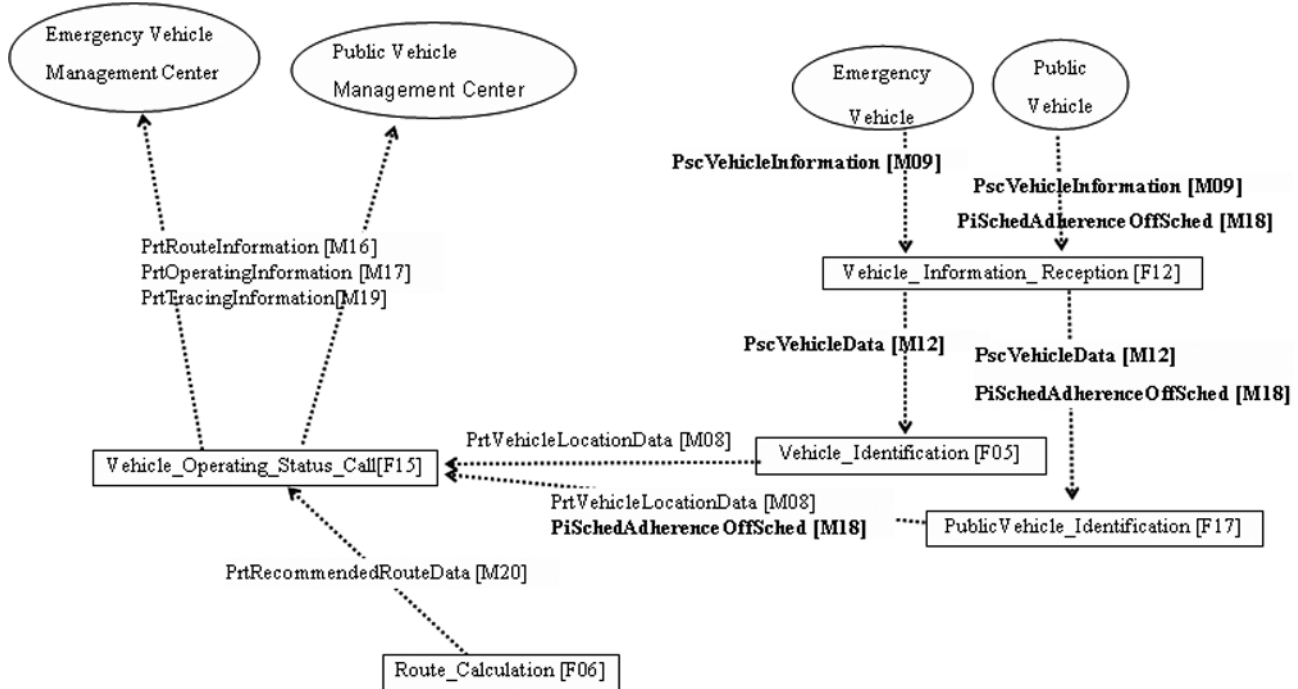 Emergency Vehicle
Management Center
Public Vehicle
Management Center
Emergency
Vehicle
Public
Vehicle
PscVehicleInformation [M09]
PscVehicleInformation [M09]
PiSchedAdherenceOffSched [M18]
PrtRouteInformation [M16]
PrtOperatingInformation [M17]
PrtTracingInformation[M19]
Vehicle_Information_Reception [F12]
PscVehicleData [M12]
PscVehicleData [M12]
PiSchedAdherenceOffSched [M18]
PrtVehicleLocationData [M08]
Vehicle_Operating_Status_Call[F15]
Vehicle_Identification [F05]
PrtVehicleLocationData [M08]
PiSchedAdherenceOffSched [M18]
PublicVehicle_Identification [F17]
PrtRecommendedRouteData [M20]
Route_Calculation [F06]